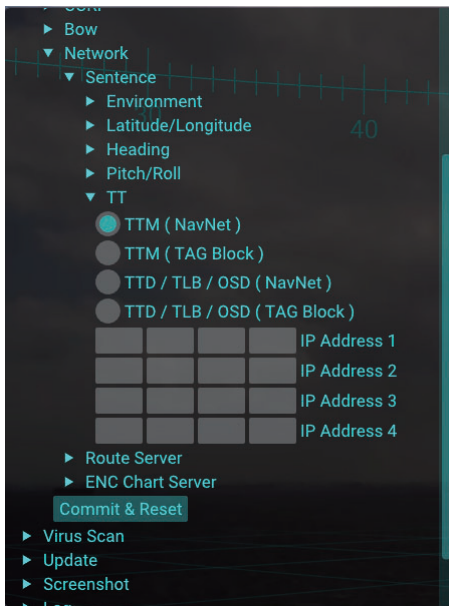 Bow
Network
Sentence
Environment
Latitude/Longitude
40
Heading
Pitch/Roll
TT
TTM ( NavNet )
TTM ( TAG Block )
TTD / TLB / OSD ( NavNet )
TTD / TLB / OSD ( TAG Block )
IP Address 1
IP Address 2
IP Address 3
IP Address 4
Route Server
ENC Chart Server
Commit & Reset
Virus Scan
Update
Screenshot